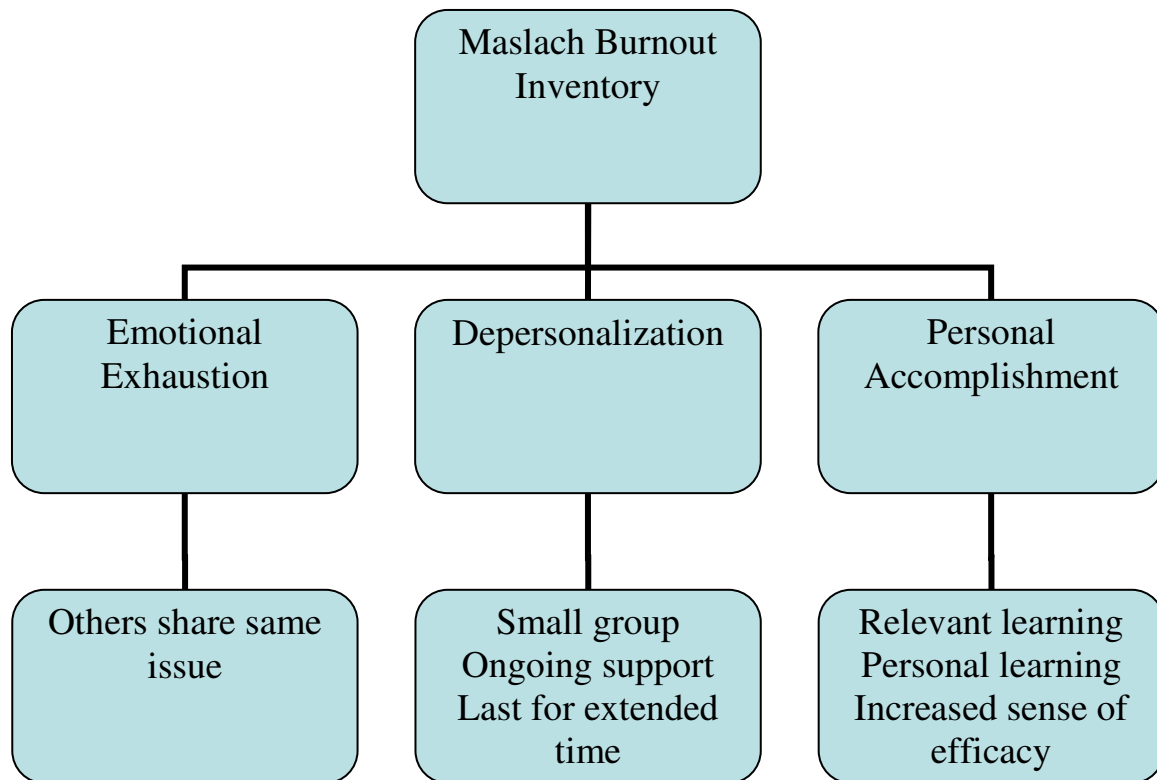 Maslach Burnout
Inventory
Emotional
Exhaustion
Depersonalization
Personal
Accomplishment
Others share same
issue
Small group
Ongoing support
Last for extended
time
Relevant learning
Personal learning
Increased sense of
efficacy